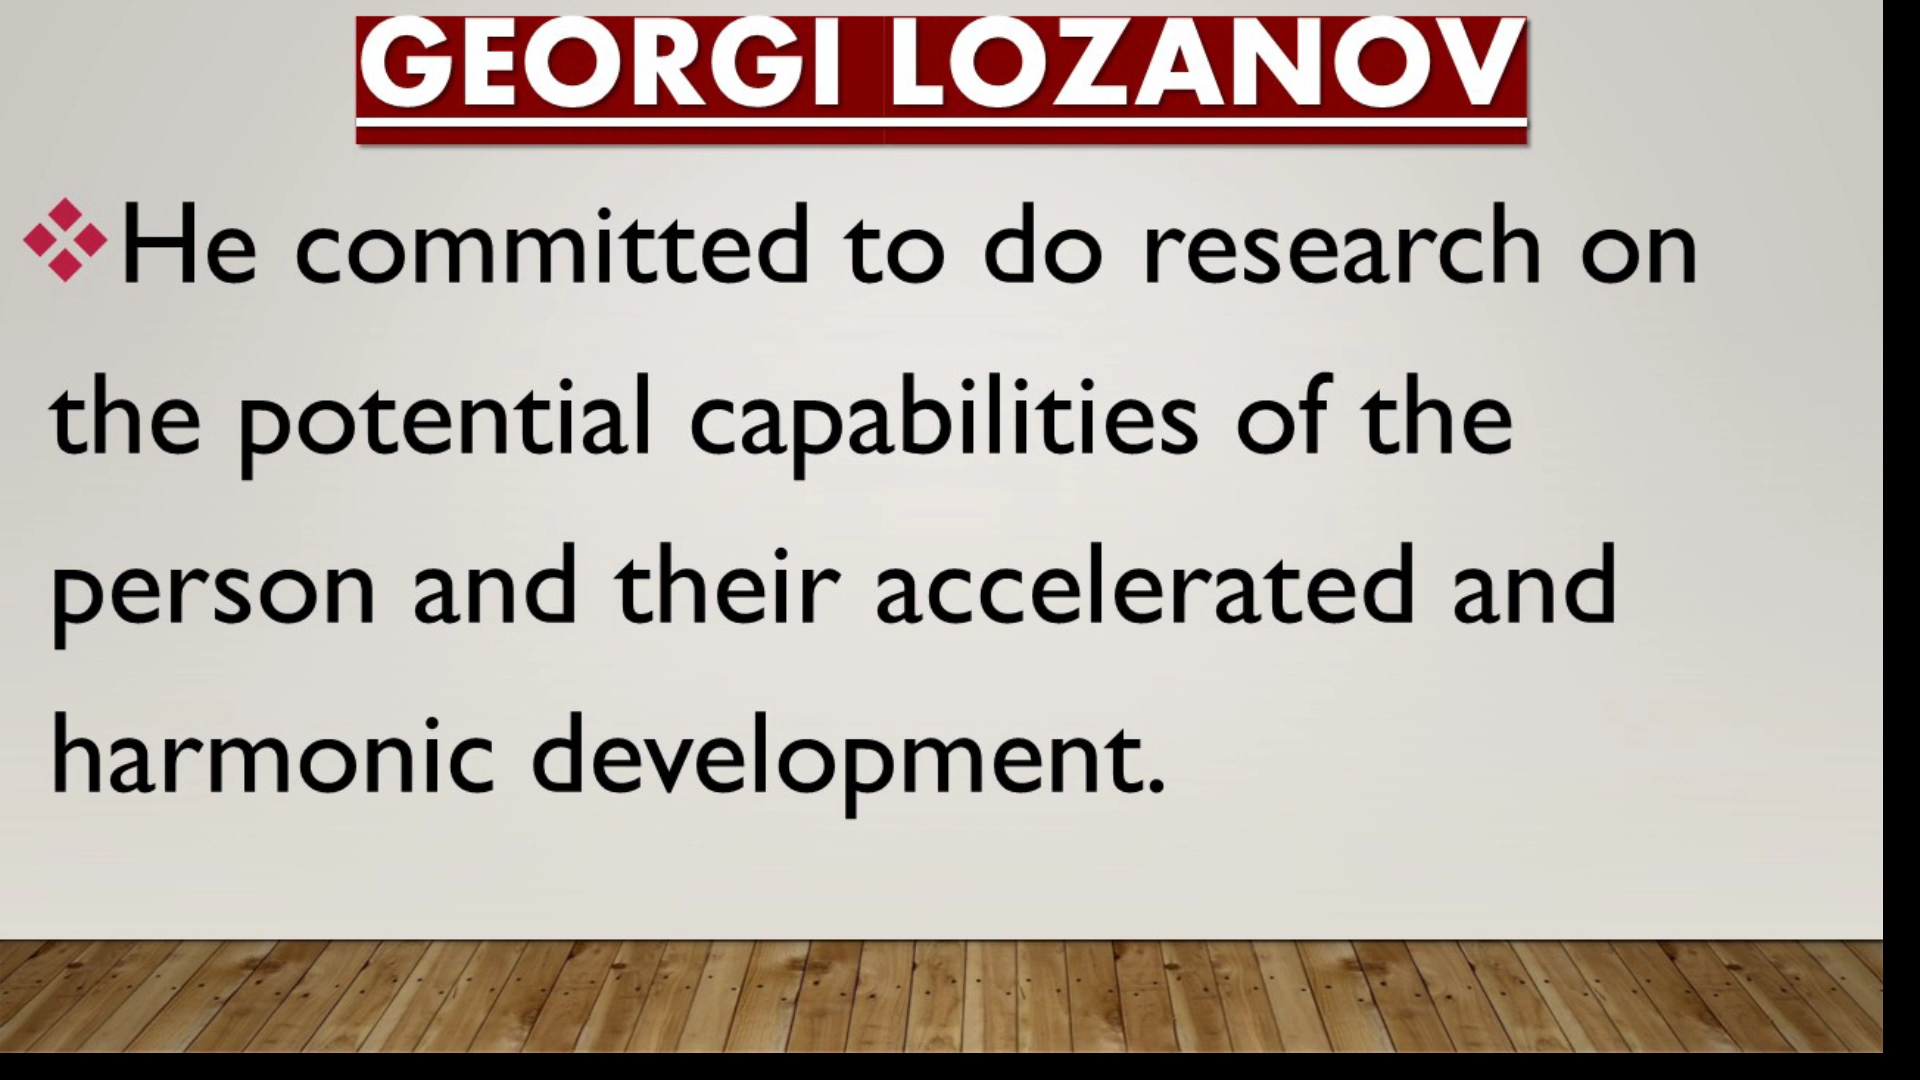 GEORGI LOZANOV
❖He committed to do research on
the potential capabilities of the
person and their accelerated and
harmonic development.